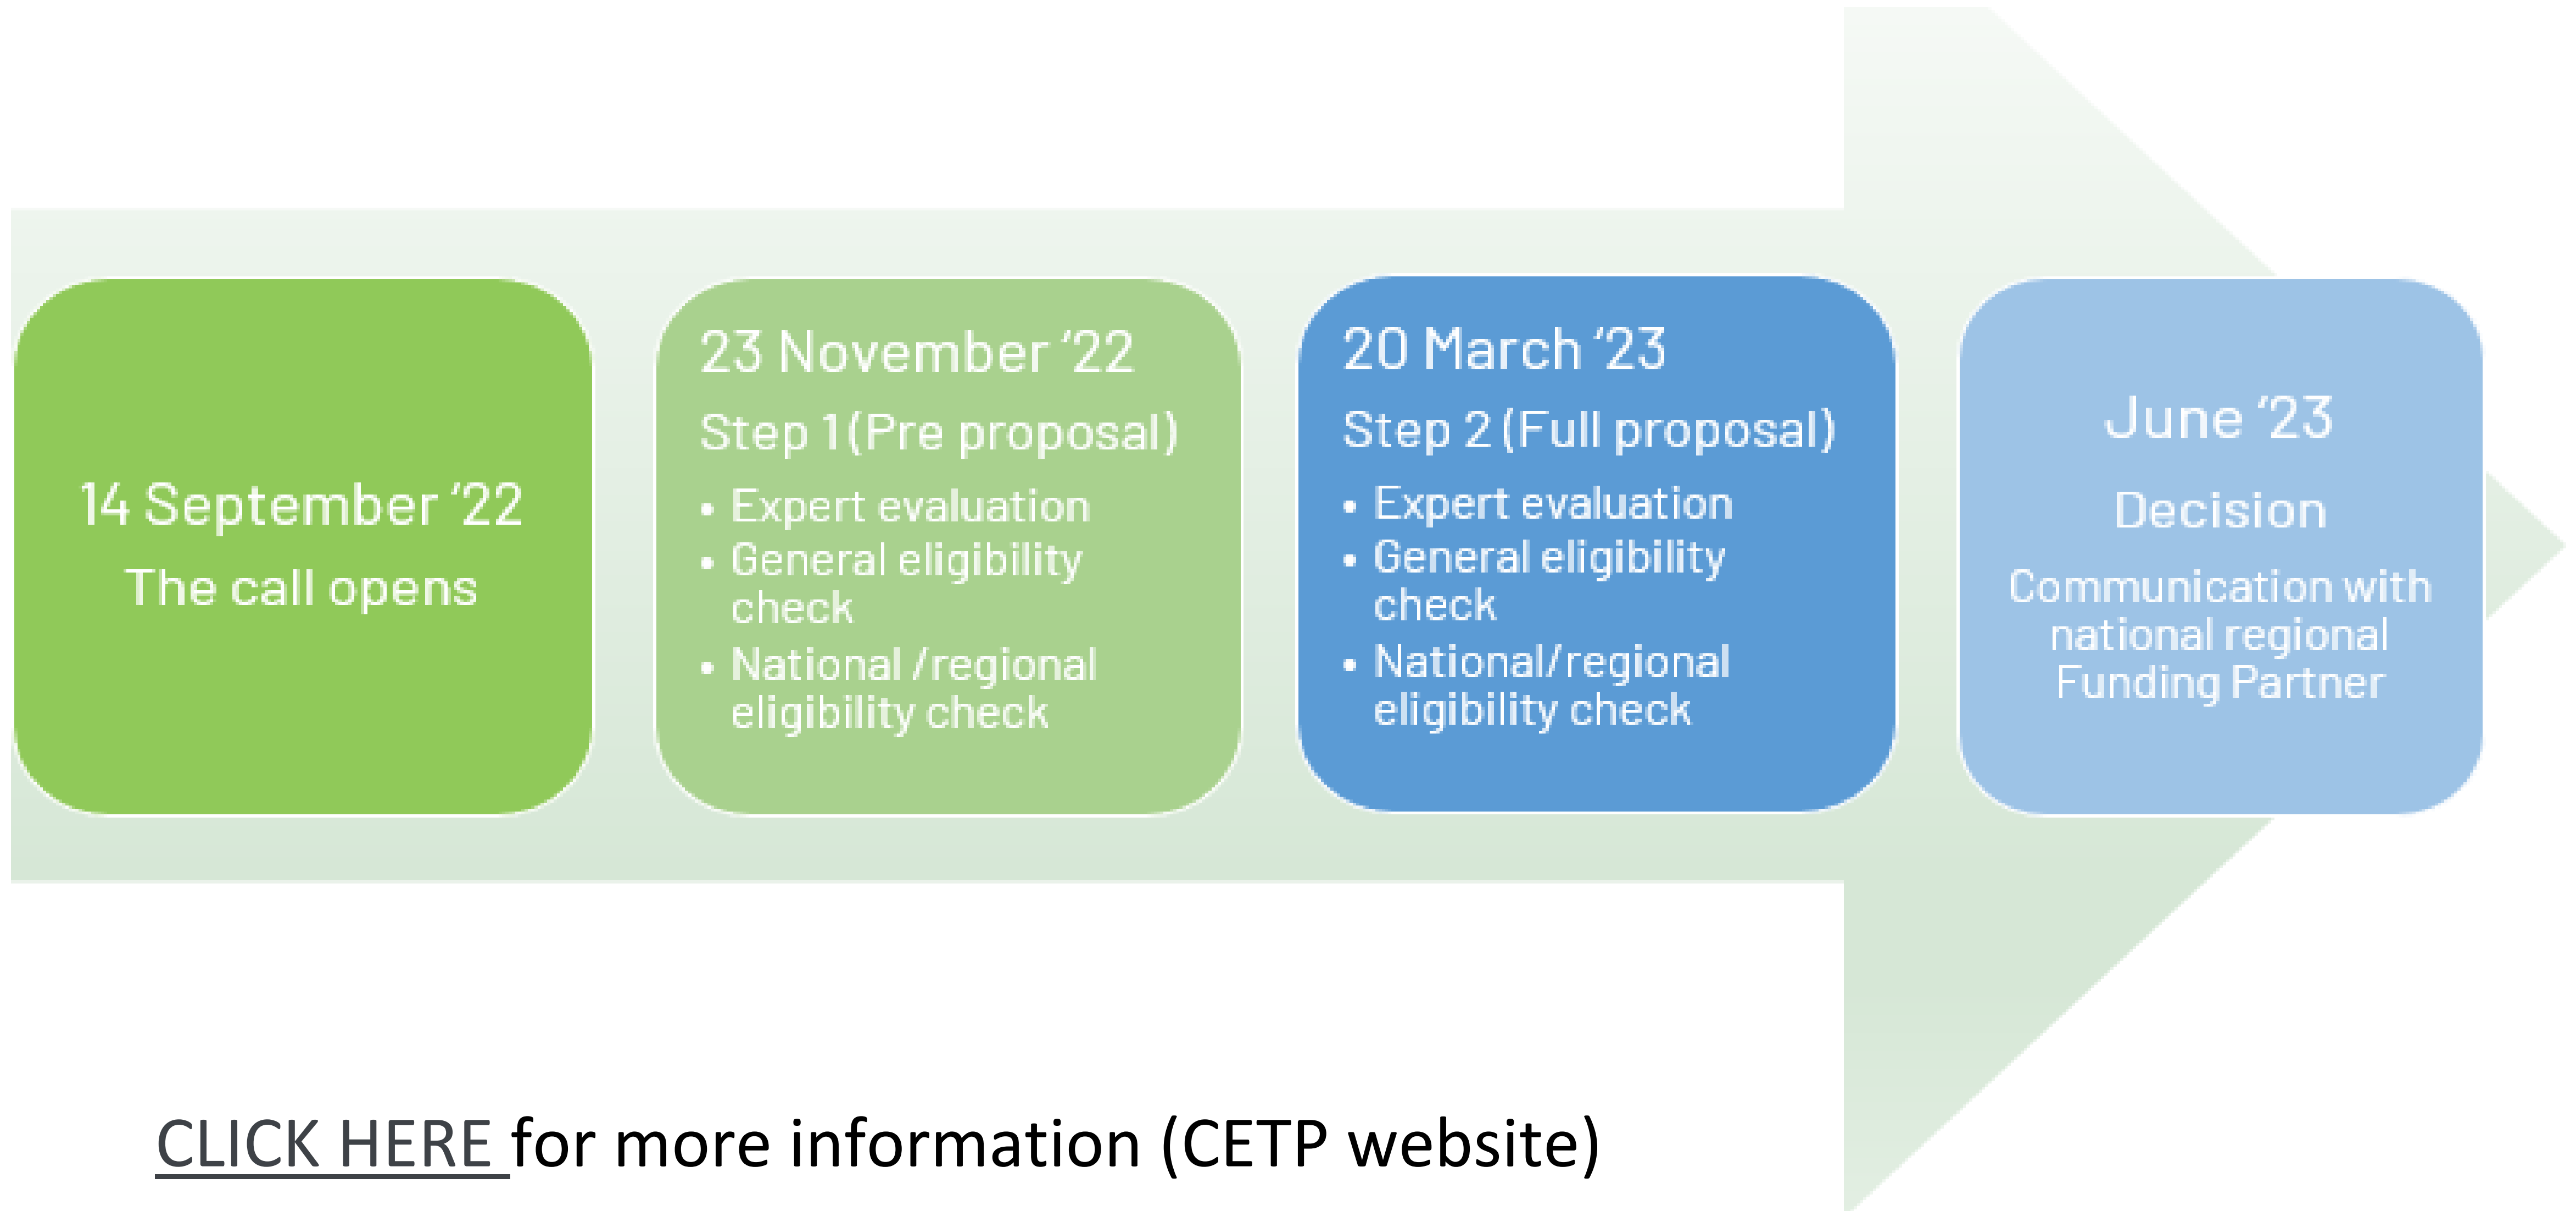 14 September ‘22
The call opens
23 November ‘22
Step 1 (Pre proposal)
• Expert evaluation
• General eligibility
check
• National /regional
eligibility check
20 March ‘23
Step 2 (Full proposal)
• Expert evaluation
• General eligibility
check
• National/regional
eligibility check
June ‘23
Decision
Communication with
national regional
Funding Partner
CLICK HERE for more information (CETP website)